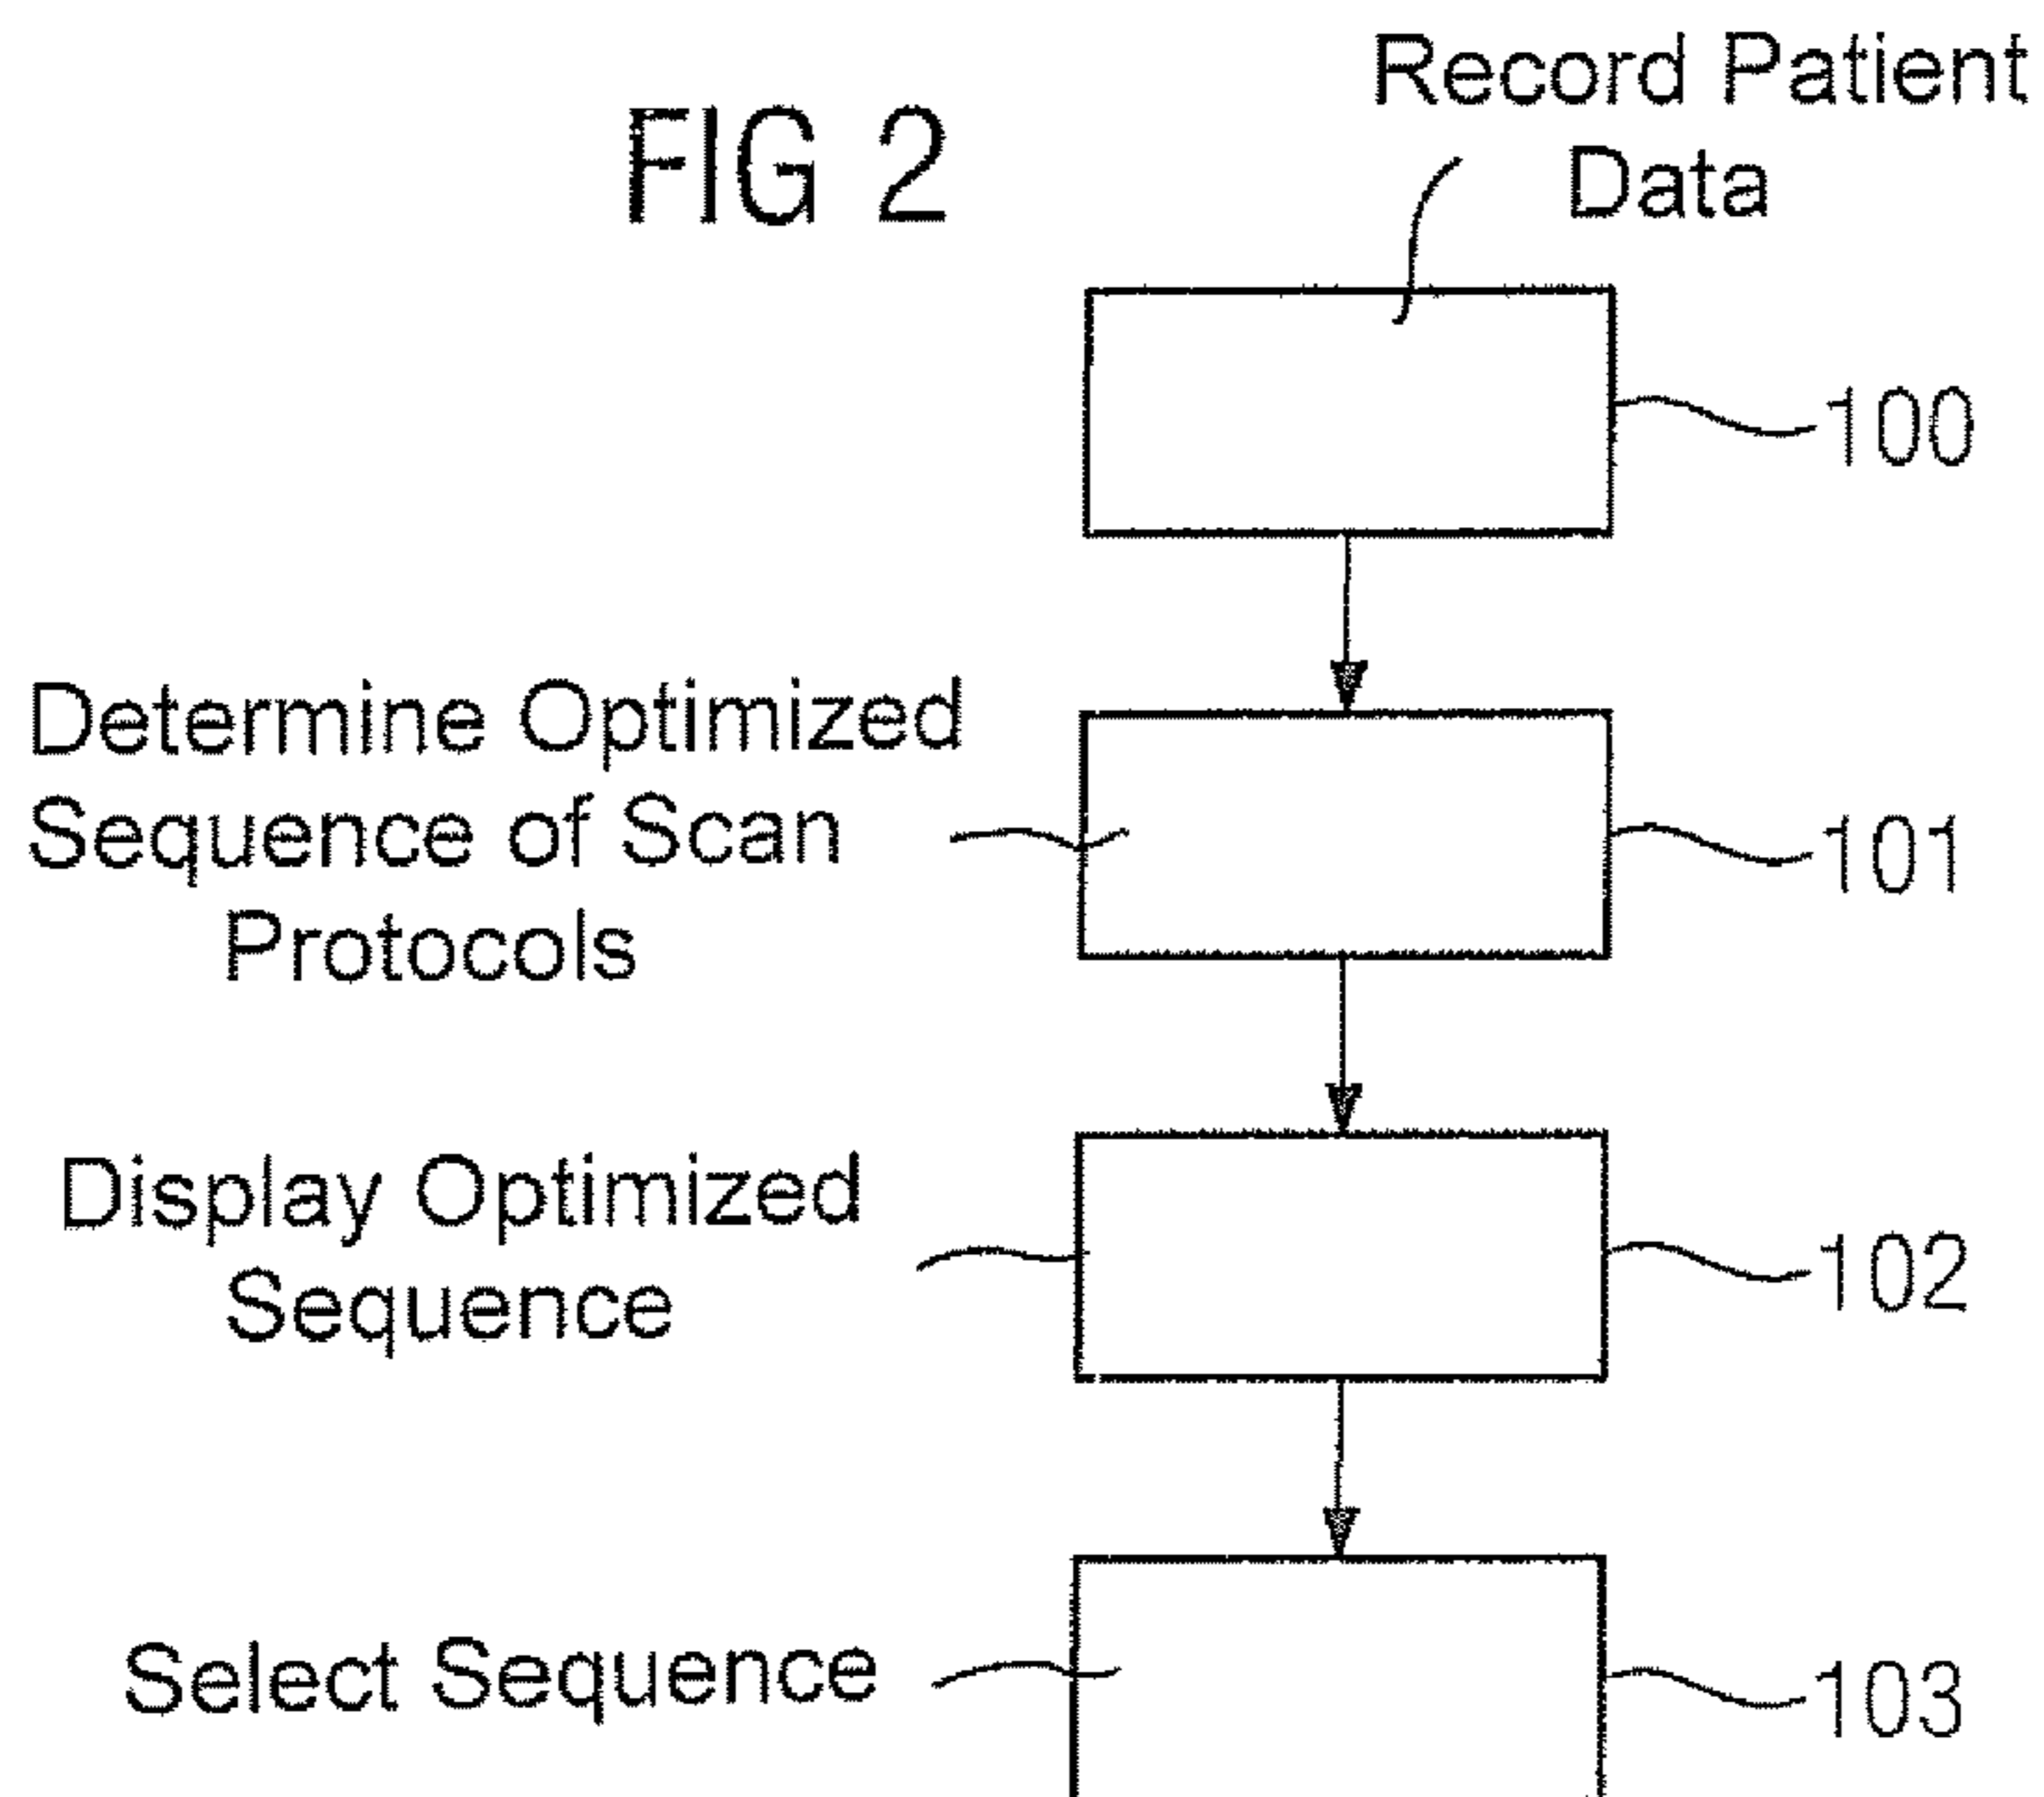 FIG 2
Record Patient
Data
100
Determine Optimized
Sequence of Scan
Protocols
101
Display Optimized
Sequence
102
Select Sequence
103